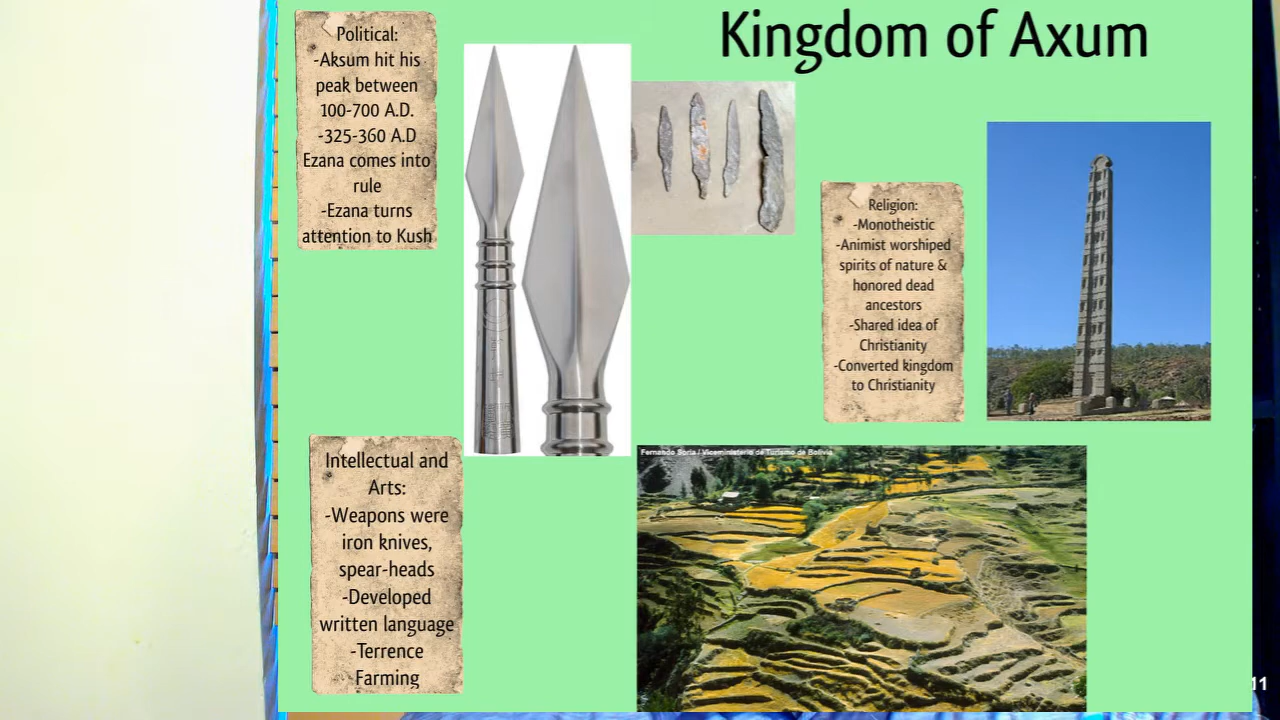 Kingdom of Axum
Political:
-Aksum hit his
peak between
100-700 A.D.
-325-360 A.D
Ezana comes into
rule
-Ezana turns
attention to Kush
Religion:
-Monotheistic
-Animist worshiped
spirits of nature &
honored dead
ancestors
-Shared idea of
Christianity
-Converted kingdom
to Christianity
Intellectual and
Arts:
-Weapons were
iron knives,
spear-heads
-Developed
written language
-Terrence
Farming
Fernando Soria / Viceministerio de Turismo de Bolivia
11